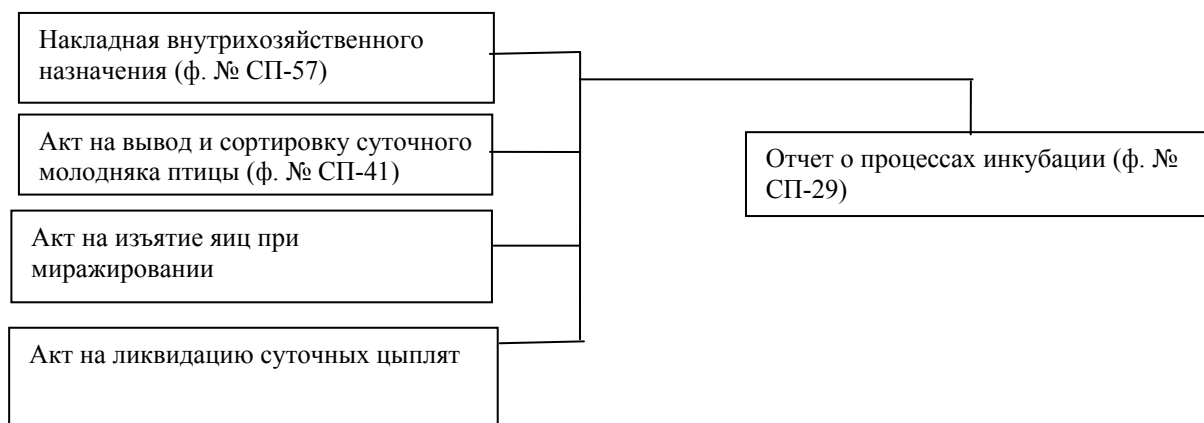 Накладная внутрихозяйственного
назначения (ф. № СП-57)
Акт на вывод и сортировку суточного
молодняка птицы (ф. № СП-41)
Акт на изъятие яиц при
миражировании
Акт на ликвидацию суточных цыплят
Отчет о процессах инкубации (ф. №
СП-29)